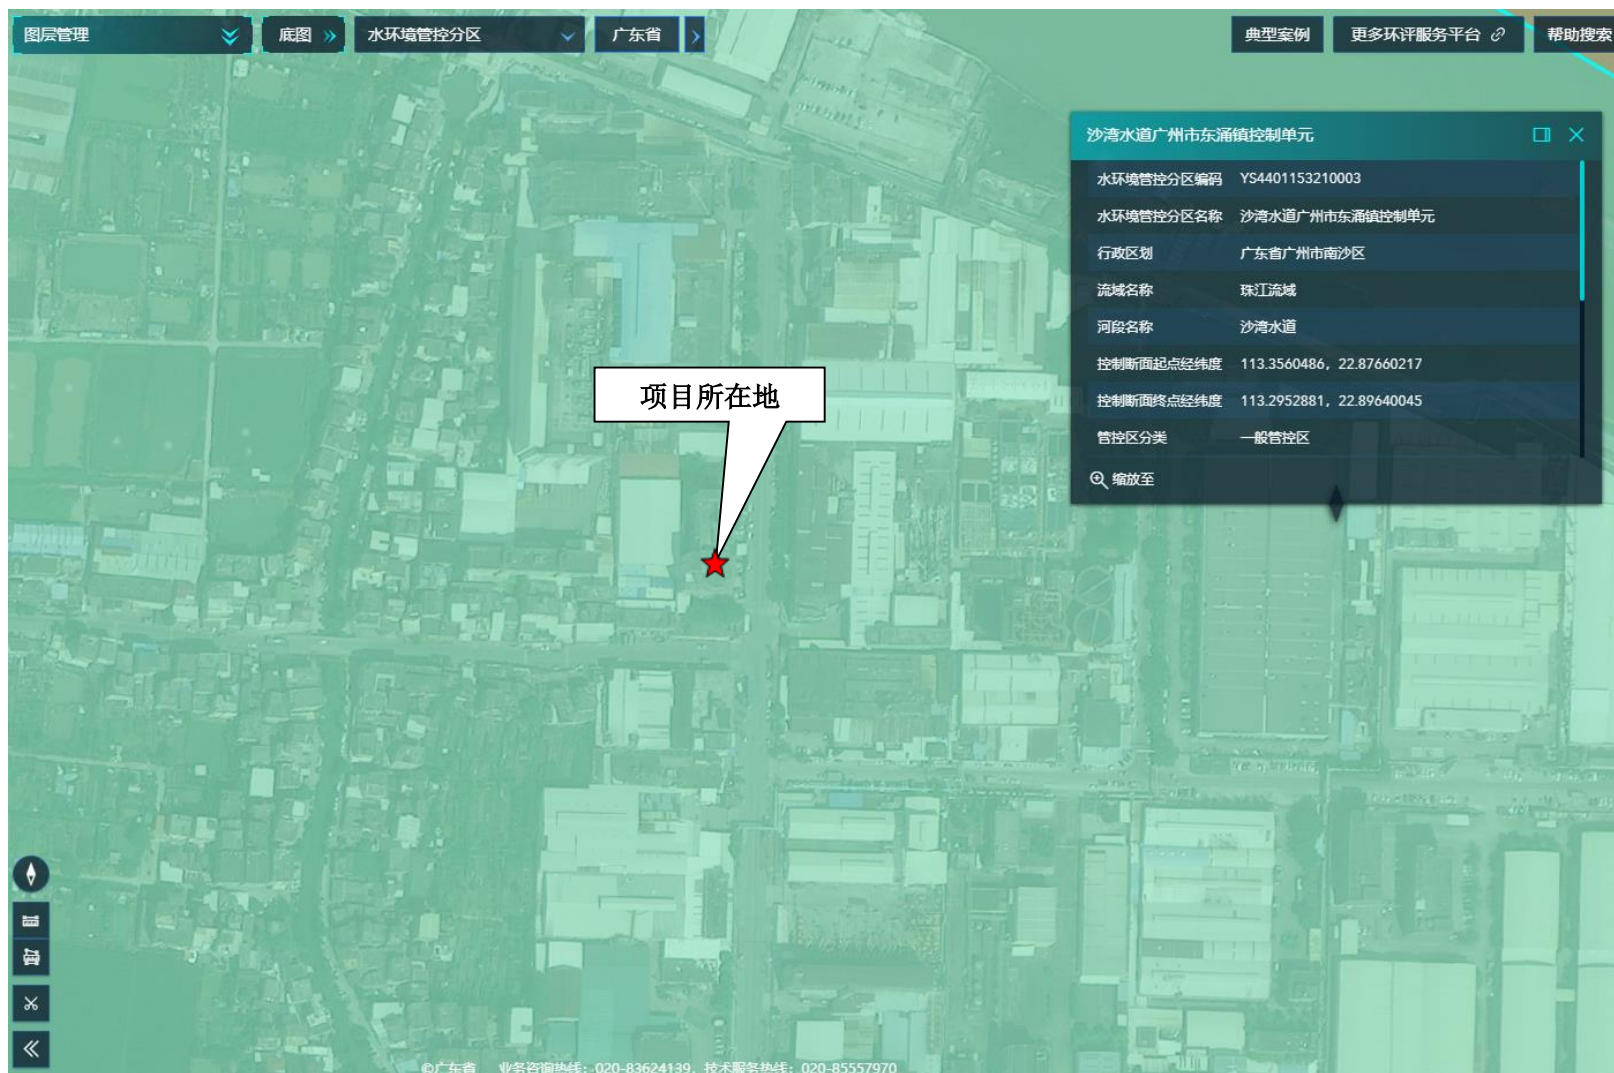 图层管理
底图
水环境管控分区
广东省
典型案例
更多环评服务平台
帮助搜索
沙湾水道广州市东涌镇控制单元
水环境管控分区编码 YS4401153210003
水环境管控分区名称 沙湾水道广州市东涌镇控制单元
行政区划 广东省广州市南沙区
流域名称 珠江流域
河段名称 沙湾水道
控制断面起点经纬度 113.3560486, 22.87660217
控制断面终点经纬度 113.2952881, 22.89640045
管控区分类 一般管控区
缩放至
项目所在地
©广东省 业务咨询热线：020-83624139，技术服务热线：020-85557970